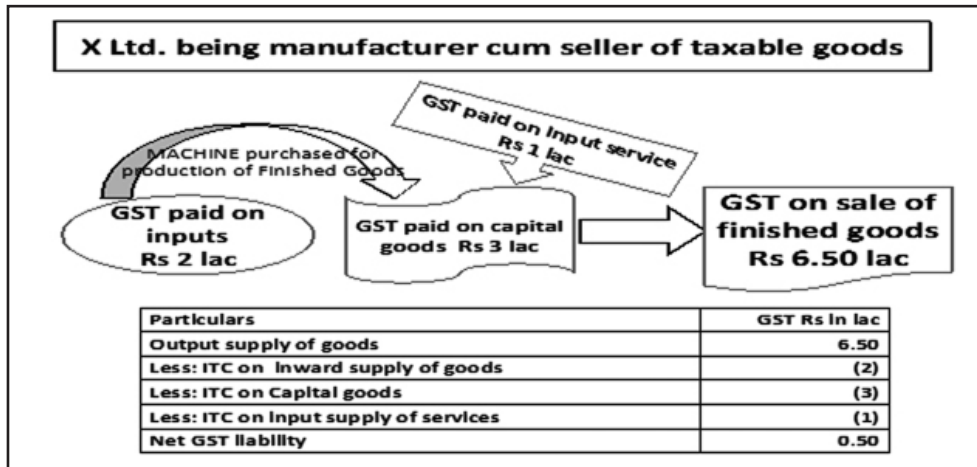 X Ltd. being manufacturer cum seller of taxable goods
GST paid on Input service
Rs 1 lac
MACHINE purchased for
production of Finished Goods
GST paid on
inputs
Rs 2 lac
GST paid on capital
goods Rs 3 lac
GST on sale of
finished goods
Rs 6.50 lac
Particulars GST Rs in lac
Output supply of goods 6.50
Less: ITC on Inward supply of goods (2)
Less: ITC on Capital goods (3)
Less: ITC on input supply of services (1)
Net GST liability 0.50